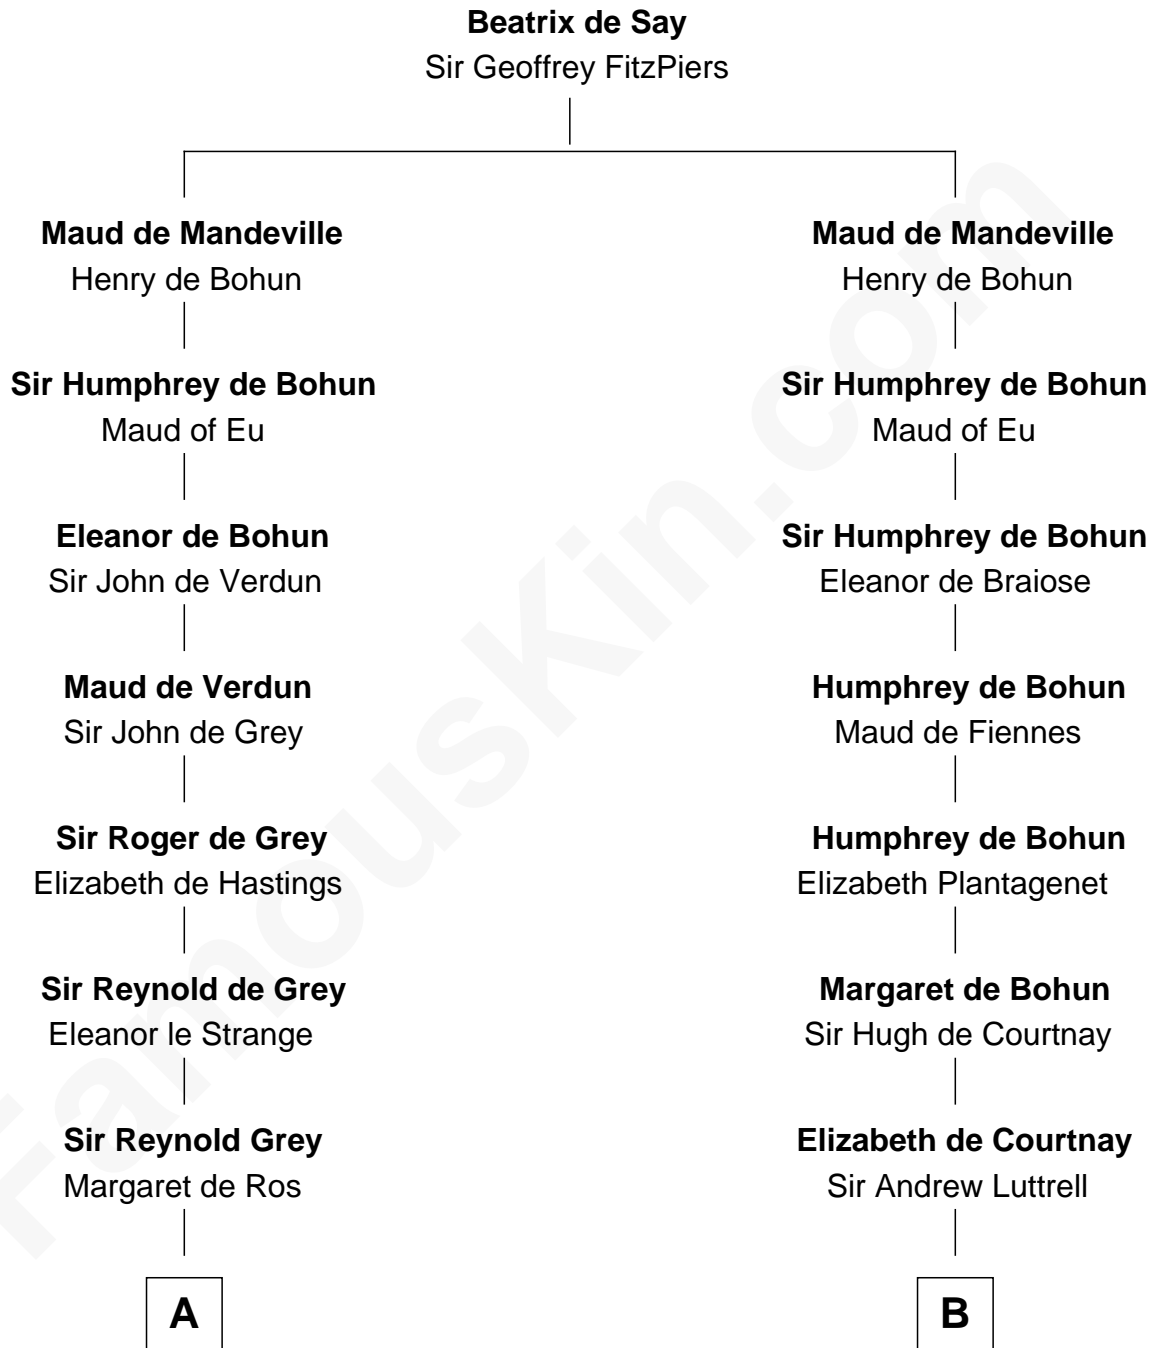 Beatrix de Say
Sir Geoffrey FitzPiers
Maud de Mandeville
Henry de Bohun
Sir Humphrey de Bohun
Maud of Eu
Eleanor de Bohun
Sir John de Verdun
Maud de Verdun
Sir John de Grey
Sir Roger de Grey
Elizabeth de Hastings
Sir Reynold de Grey
Eleanor le Strange
Sir Reynold Grey
Margaret de Ros
A
Maud de Mandeville
Henry de Bohun
Sir Humphrey de Bohun
Maud of Eu
Sir Humphrey de Bohun
Eleanor de Braiose
Humphrey de Bohun
Maud de Fiennes
Humphrey de Bohun
Elizabeth Plantagenet
Margaret de Bohun
Sir Hugh de Courtnay
Elizabeth de Courtnay
Sir Andrew Luttrell
B
FamousKin.com